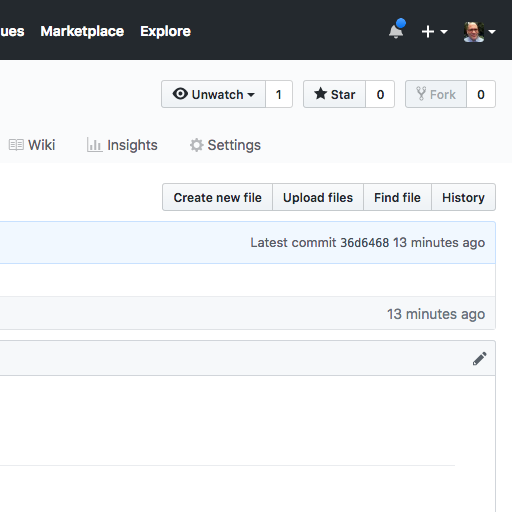 ues Marketplace Explore
Unwatch 1 Star 0 Fork 0
Wiki Insights Settings
Create new file Upload files Find file History
Latest commit 36d6468 13 minutes ago
13 minutes ago